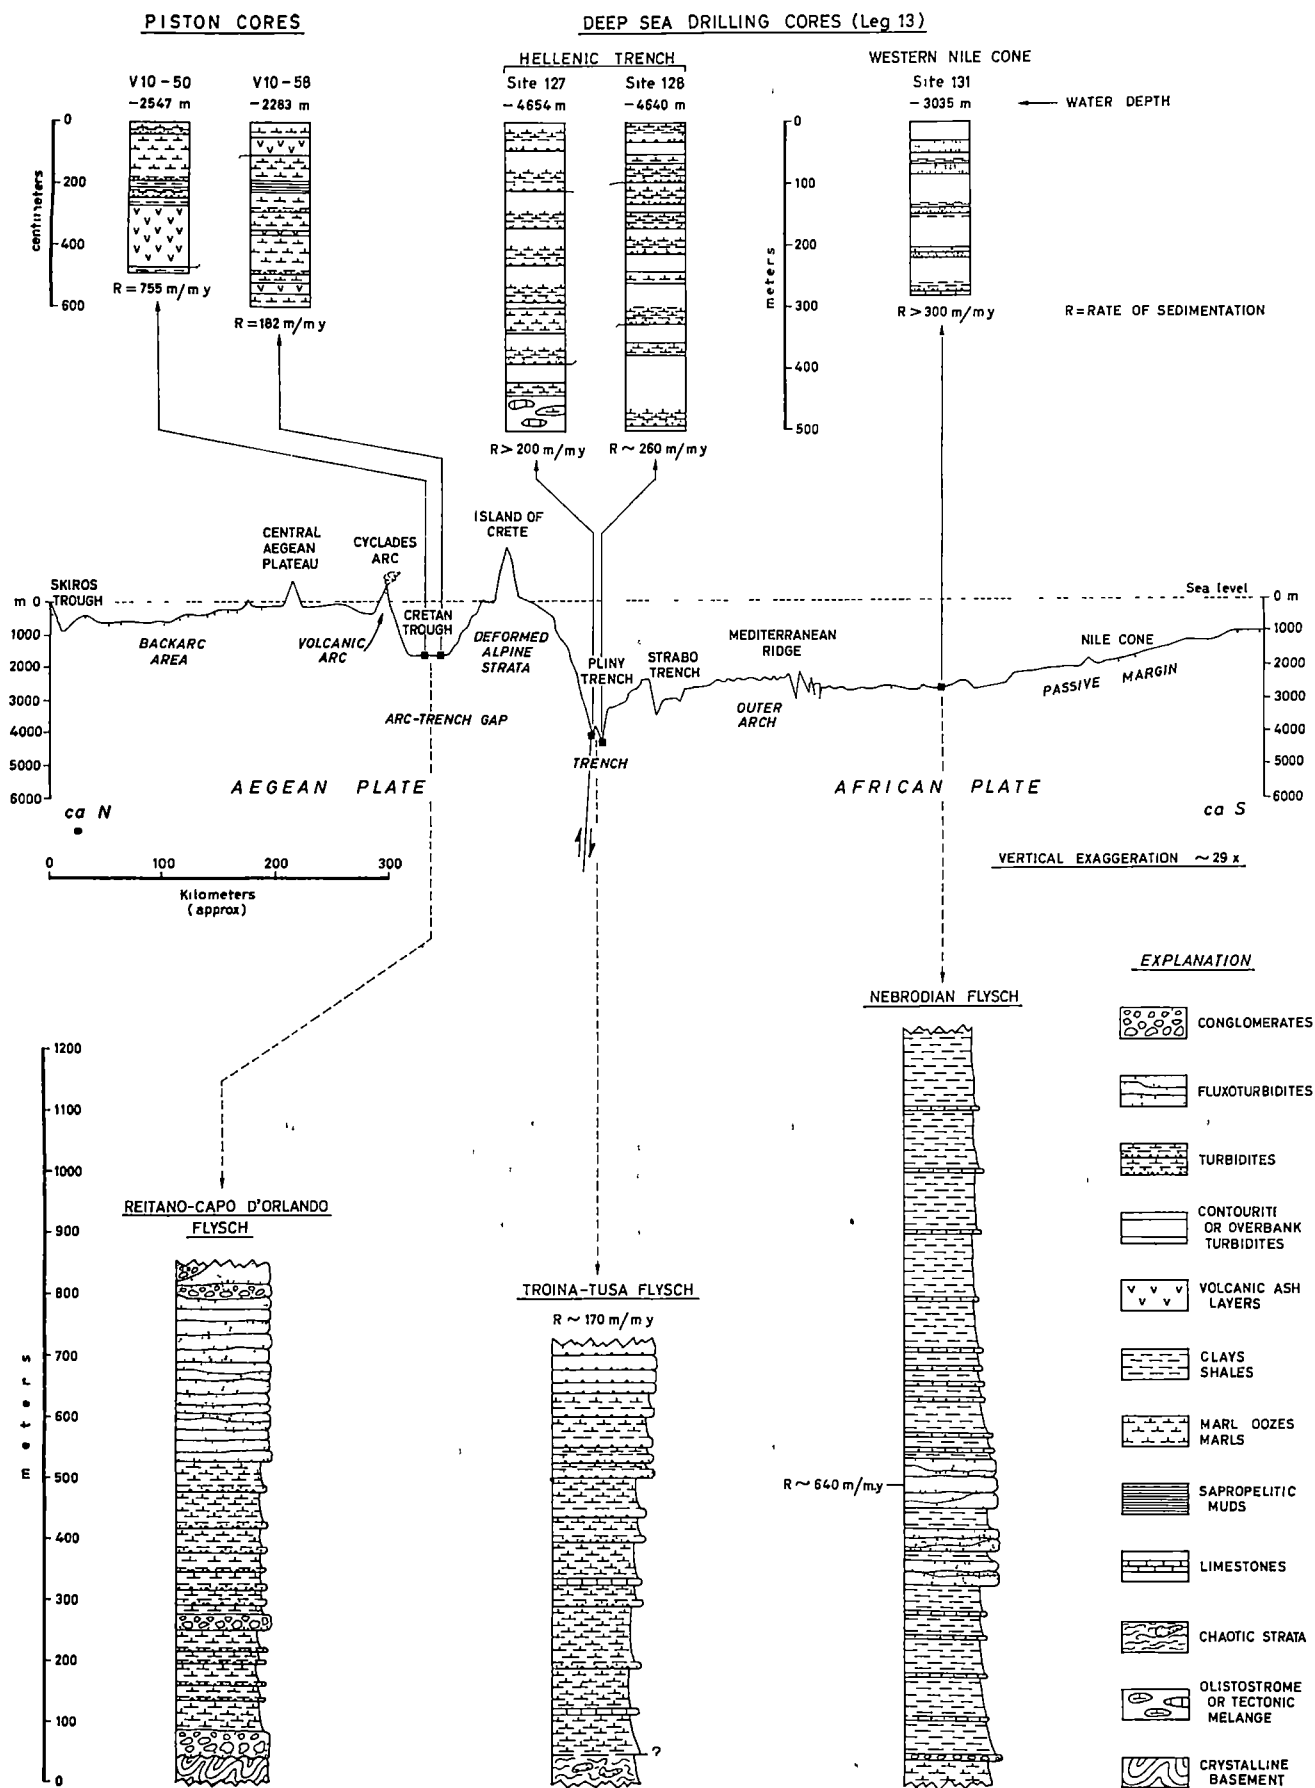 PISTON CORES
DEEP SEA DRILLING CORES (Leg 13)
HELLENIC TRENCH
WESTERN NILE CONE
V10-50
-2547 m
V10-58
-2283 m
Site 127
-4654 m
Site 128
-4640 m
Site 131
-3035 m
WATER DEPTH
centimeters
0
200
400
600
R=755 m/my
R=182 m/my
R>200 m/my
R~260 m/my
meters
0
100
200
300
400
500
R>300 m/my
R=RATE OF SEDIMENTATION
SKIROS
TROUGH
CENTRAL
AEGEAN
PLATEAU
CYCLADES
ARC
ISLAND OF
CRETE
Sea level
m 0
1000
2000
3000
4000
5000
6000
BACKARC
AREA
VOLCANIC
ARC
CRETAN
TROUGH
DEFORMED
ALPINE
STRATA
PLINY
TRENCH
STRABO
TRENCH
MEDITERRANEAN
RIDGE
NILE CONE
PASSIVE MARGIN
OUTER
ARCH
ARC-TRENCH GAP
TRENCH
0 m
1000
2000
3000
4000
5000
6000
AEGEAN PLATE
AFRICAN PLATE
ca N
ca S
0
100
200
300
Kilometers
(approx)
VERTICAL EXAGGERATION ~29 x
REITANO-CAPO D'ORLANDO
FLYSCH
TROINA-TUSA FLYSCH
R~170 m/my
NEBRODIAN FLYSCH
R~640 m/my
?
meters
1200
1100
1000
900
800
700
600
500
400
300
200
100
0
EXPLANATION
CONGLOMERATES
FLUXOTURBIDITES
TURBIDITES
CONTOURITI
OR OVERBANK
TURBIDITES
VOLCANIC ASH
LAYERS
CLAYS
SHALES
MARL OOZES
MARLS
SAPROPELITIC
MUDS
LIMESTONES
CHAOTIC STRATA
OLISTOSTROME
OR TECTONIC
MELANGE
CRYSTALLINE
BASEMENT